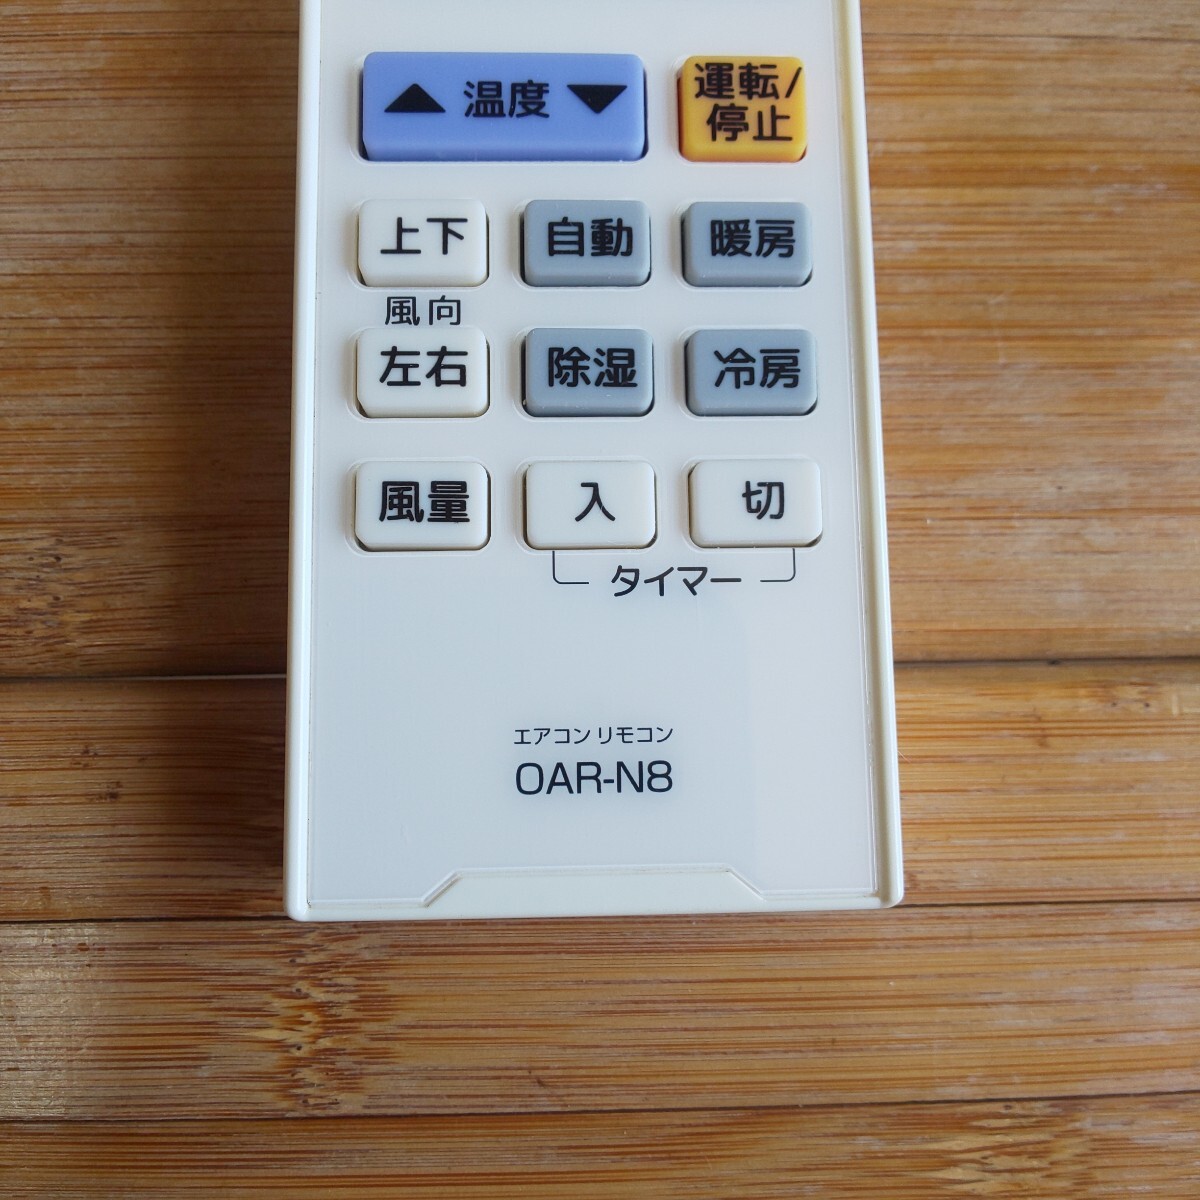 ▲ 温度 ▼
運転/
停止
上下
自動
暖房
風向
左右
除湿
冷房
風量
入
切
タイマー
エアコンリモコン
OAR-N8